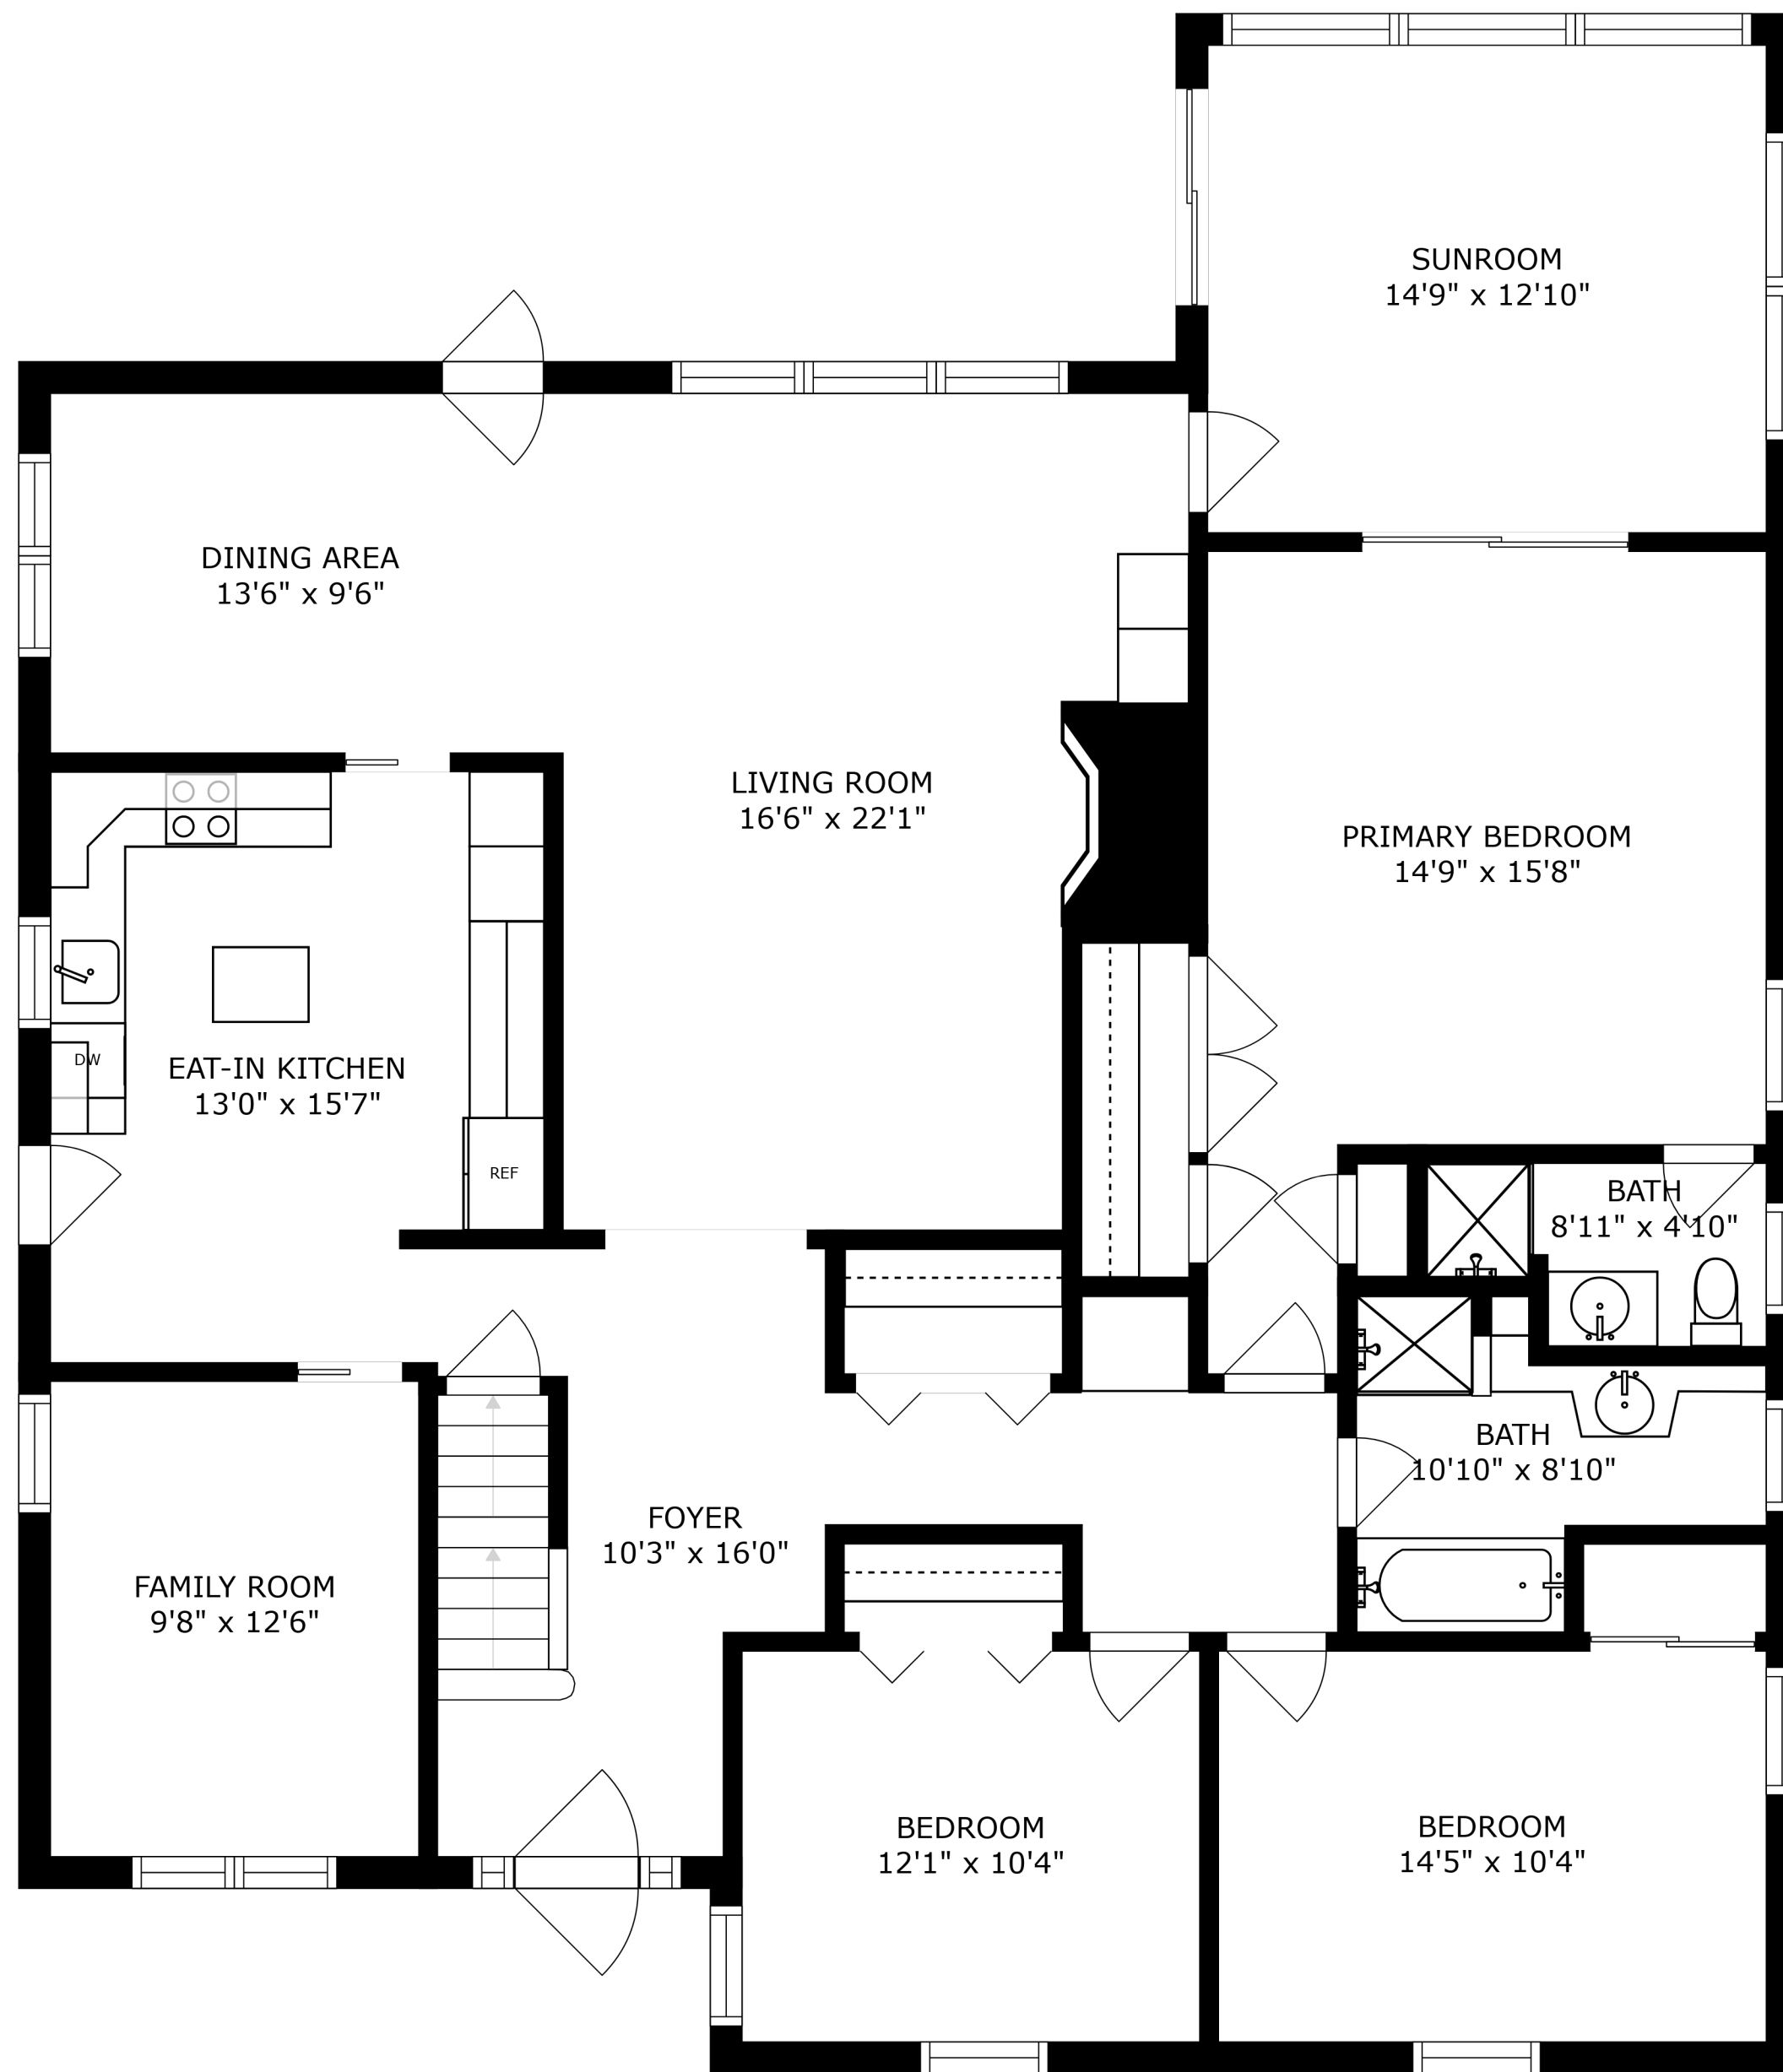 SUNROOM
14'9" x 12'10"
DINING AREA
13'6" x 9'6"
LIVING ROOM
16'6" x 22'1"
PRIMARY BEDROOM
14'9" x 15'8"
DW
EAT-IN KITCHEN
13'0" x 15'7"
REF
BATH
8'11" x 4'10"
BATH
10'10" x 8'10"
FOYER
10'3" x 16'0"
FAMILY ROOM
9'8" x 12'6"
BEDROOM
12'1" x 10'4"
BEDROOM
14'5" x 10'4"